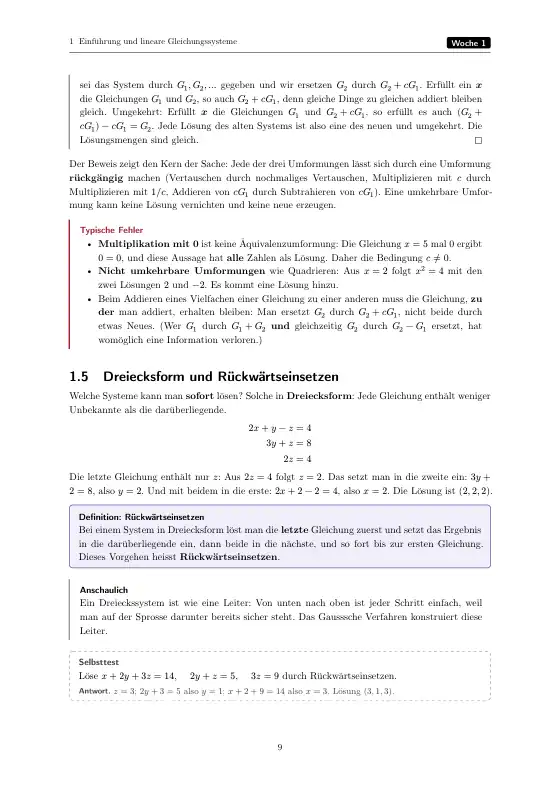 1 Einführung und lineare Gleichungssysteme
Woche 1
sei das System durch G₁, G₂, ... gegeben und wir ersetzen G₂ durch G₂ + cG₁. Erfüllt ein x
die Gleichungen G₁ und G₂, so auch G₂ + cG₁, denn gleiche Dinge zu gleichen addiert bleiben
gleich. Umgekehrt: Erfüllt x die Gleichungen G₁ und G₂ + cG₁, so erfüllt es auch (G₂ +
cG₁) − cG₁ = G₂. Jede Lösung des alten Systems ist also eine des neuen und umgekehrt. Die
Lösungsmengen sind gleich. □
Der Beweis zeigt den Kern der Sache: Jede der drei Umformungen lässt sich durch eine Umformung
rückgängig machen (Vertauschen durch nochmaliges Vertauschen, Multiplizieren mit c durch
Multiplizieren mit 1/c, Addieren von cG₁ durch Subtrahieren von cG₁). Eine umkehrbare Umfor-
mung kann keine Lösung vernichten und keine neue erzeugen.
Typische Fehler
• Multiplikation mit 0 ist keine Äquivalenzumformung: Die Gleichung x = 5 mal 0 ergibt
0 = 0, und diese Aussage hat alle Zahlen als Lösung. Daher die Bedingung c ≠ 0.
• Nicht umkehrbare Umformungen wie Quadrieren: Aus x = 2 folgt x² = 4 mit den
zwei Lösungen 2 und −2. Es kommt eine Lösung hinzu.
• Beim Addieren eines Vielfachen einer Gleichung zu einer anderen muss die Gleichung, zu
der man addiert, erhalten bleiben: Man ersetzt G₂ durch G₂ + cG₁, nicht beide durch
etwas Neues. (Wer G₁ durch G₁ + G₂ und gleichzeitig G₂ durch G₂ − G₁ ersetzt, hat
womöglich eine Information verloren.)
1.5 Dreiecksform und Rückwärtseinsetzen
Welche Systeme kann man sofort lösen? Solche in Dreiecksform: Jede Gleichung enthält weniger
Unbekannte als die darüberliegende.
2x + y − z = 4
3y + z = 8
2z = 4
Die letzte Gleichung enthält nur z: Aus 2z = 4 folgt z = 2. Das setzt man in die zweite ein: 3y +
2 = 8, also y = 2. Und mit beidem in die erste: 2x + 2 − 2 = 4, also x = 2. Die Lösung ist (2, 2, 2).
Definition: Rückwärtseinsetzen
Bei einem System in Dreiecksform löst man die letzte Gleichung zuerst und setzt das Ergebnis
in die darüberliegende ein, dann beide in die nächste, und so fort bis zur ersten Gleichung.
Dieses Vorgehen heisst Rückwärtseinsetzen.
Anschaulich
Ein Dreieckssystem ist wie eine Leiter: Von unten nach oben ist jeder Schritt einfach, weil
man auf der Sprosse darunter bereits sicher steht. Das Gausssche Verfahren konstruiert diese
Leiter.
Selbsttest
Löse x + 2y + 3z = 14, 2y + z = 5, 3z = 9 durch Rückwärtseinsetzen.
Antwort. z = 3; 2y + 3 = 5 also y = 1; x + 2 + 9 = 14 also x = 3. Lösung (3, 1, 3).
9